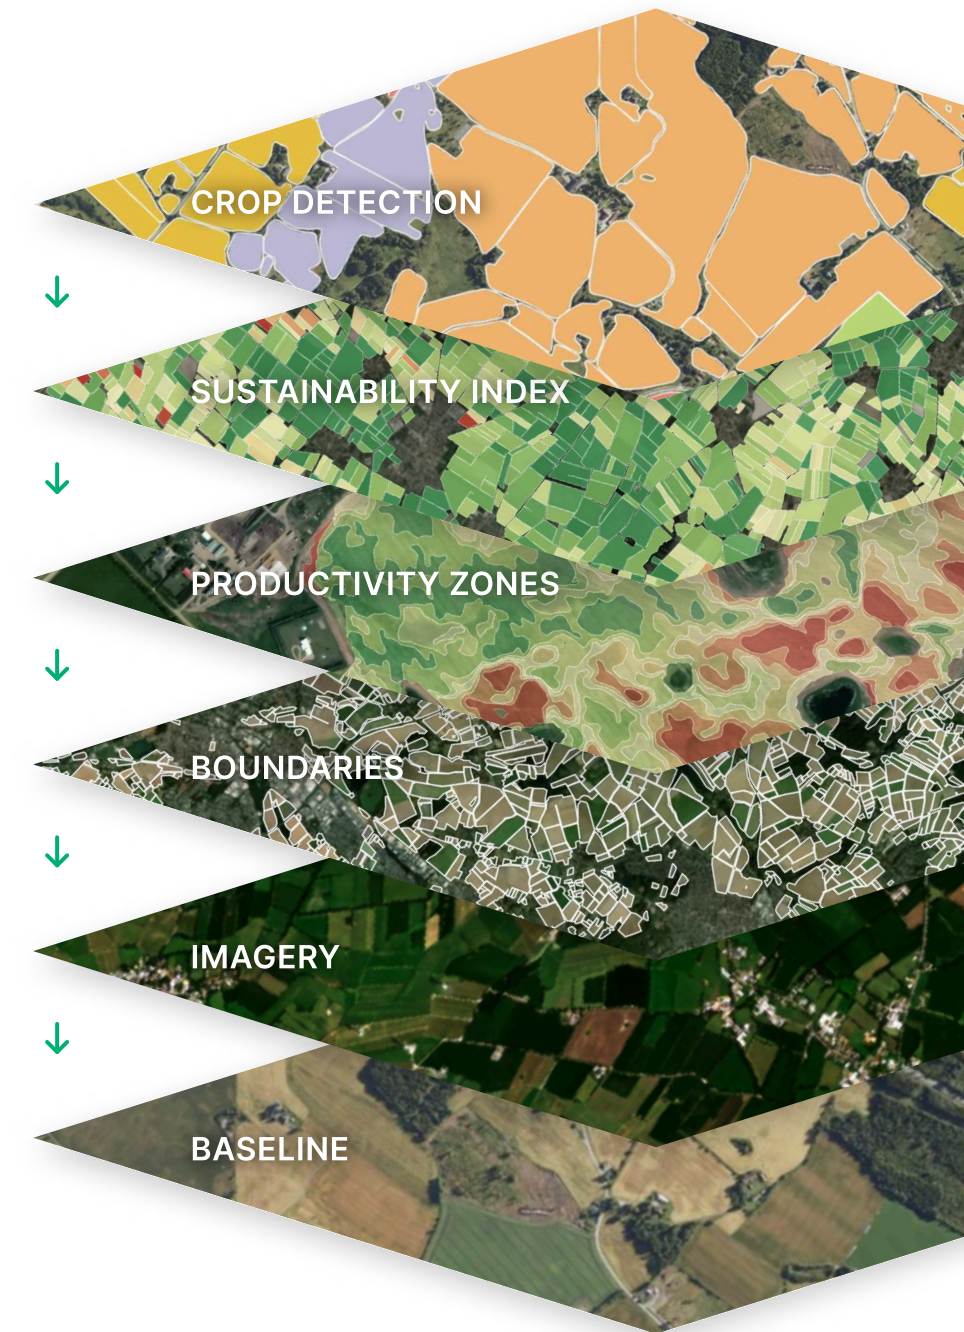 CROP DETECTION
SUSTAINABILITY INDEX
PRODUCTIVITY ZONES
BOUNDARIES
IMAGERY
BASELINE